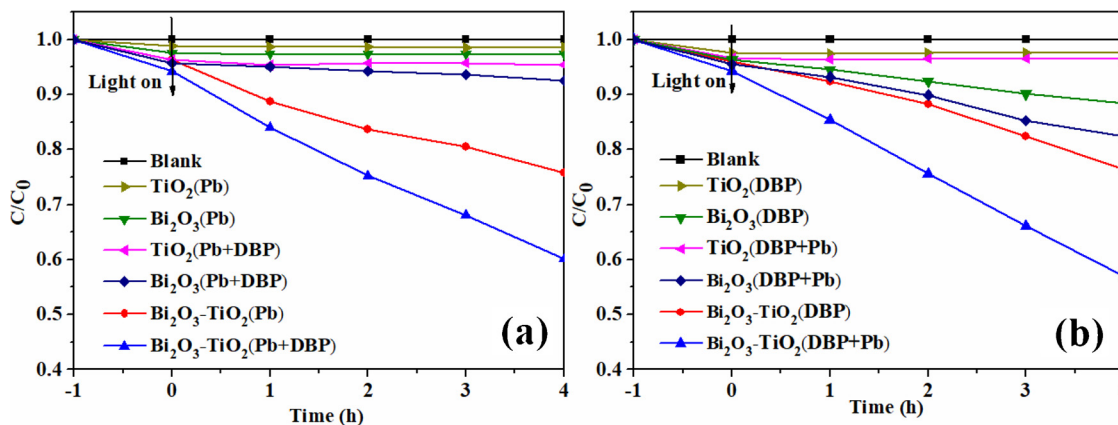 1.0
0.9
0.8
0.7
0.6
0.5
0.4
C/C0
Light on
Blank
TiO2(Pb)
Bi2O3(Pb)
TiO2(Pb+DBP)
Bi2O3(Pb+DBP)
Bi2O3-TiO2(Pb)
Bi2O3-TiO2(Pb+DBP)
(a)
-1 0 1 2 3 4
Time (h)
1.0
0.9
0.8
0.7
0.6
0.5
0.4
C/C0
Light on
Blank
TiO2(DBP)
Bi2O3(DBP)
TiO2(DBP+Pb)
Bi2O3(DBP+Pb)
Bi2O3-TiO2(DBP)
Bi2O3-TiO2(DBP+Pb)
(b)
-1 0 1 2 3
Time (h)